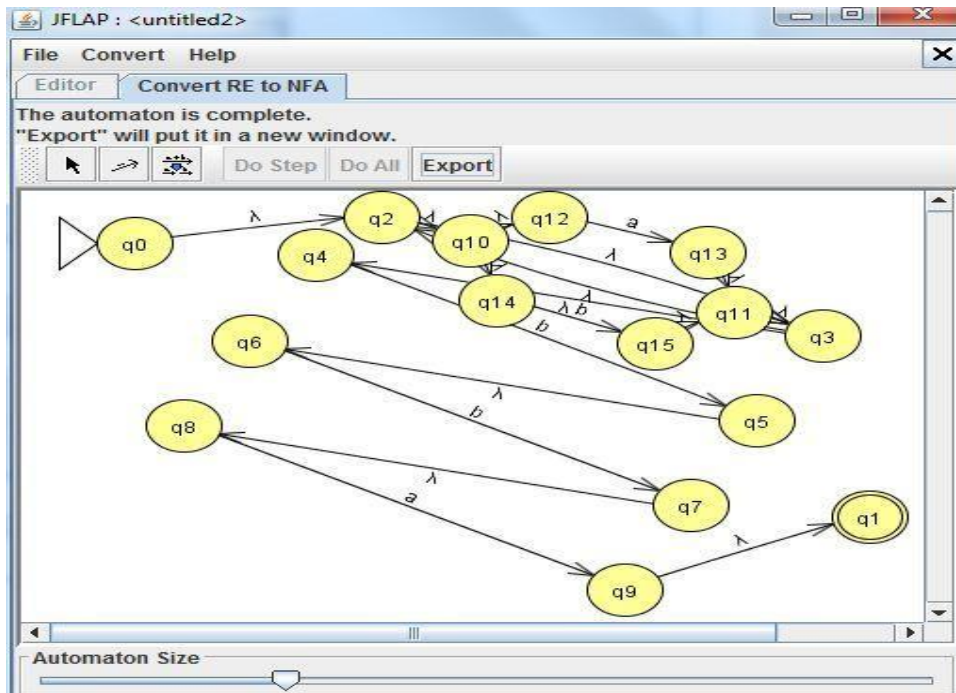 JFLAP : <untitled2>
File Convert Help
Editor Convert RE to NFA
The automaton is complete.
"Export" will put it in a new window.
Do Step Do All Export
λ q2 λ λ q12 a
q0 q4 q10 q13
λ
q14 λ λ b q11 λ
λ q15 λ q3
q6 b
λ q5
q8 b
λ q7
a λ q1
q9
Automaton Size